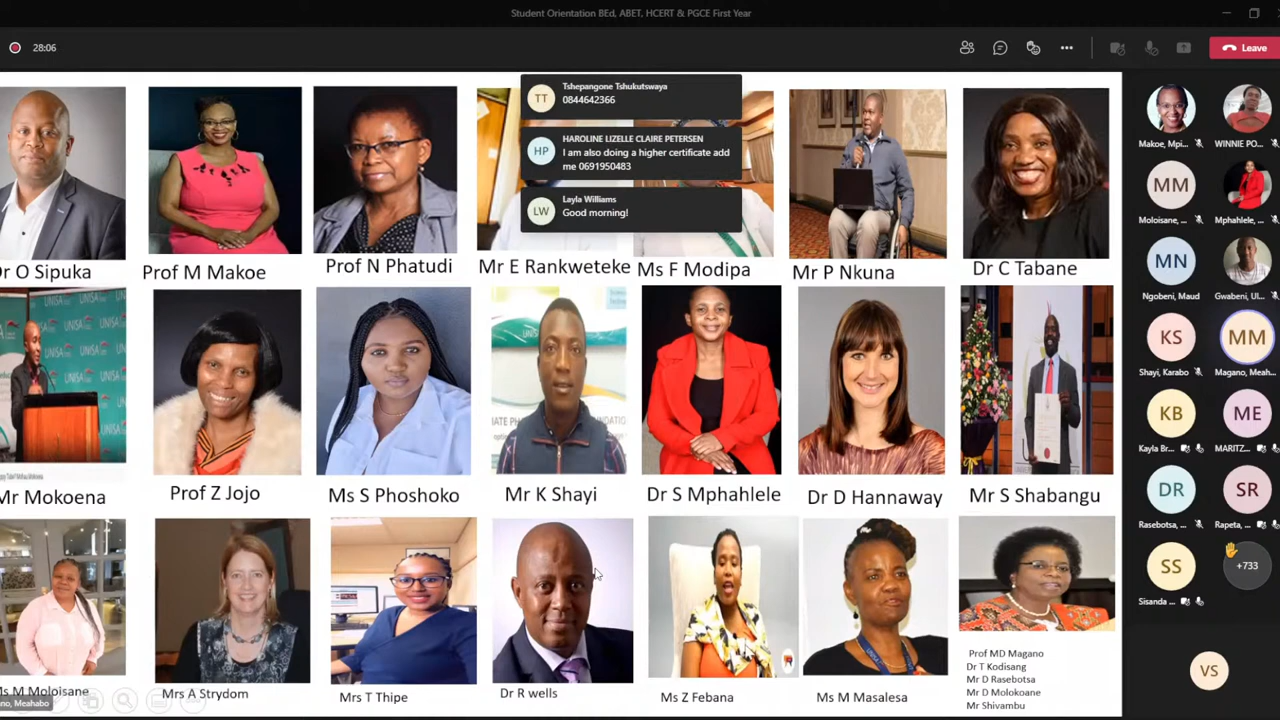 Student Orientation BEd, ABET, HCERT & PGCE First Year
28:06
Leave
TT
Tshepangone Tshukutswaya
0844642366
HP
HAROLINE LIZELLE CLAIRE PETERSEN
I am also doing a higher certificate add
me 0691950483
LW
Layla Williams
Good morning!
Dr O Sipuka
Prof M Makoe
Prof N Phatudi
Mr E Rankweteke
Ms F Modipa
Mr P Nkuna
Dr C Tabane
UNISA
Mr Mokoena
Prof Z Jojo
Ms S Phoshoko
Mr K Shayi
Dr S Mphahlele
Dr D Hannaway
Mr S Shabangu
Ms M Moloisane
Mrs A Strydom
Mrs T Thipe
Dr R wells
Ms Z Febana
Ms M Masalesa
Prof MD Magano
Dr T Kodisang
Mr D Rasebotsa
Mr D Molokoane
Mr Shivambu
ano, Meahabo
Makoe, Mpi...
WINNIE PO...
MM
Moloisane, ...
Mphahlele, ...
MN
Ngobeni, Maud
Gwabeni, Ul...
KS
Shayi, Karabo
MM
Magano, Meah...
KB
Kayla Br...
ME
MARITZ...
DR
Rasebotsa, ...
SR
Rapeta, ...
SS
Sisanda ...
+733
VS